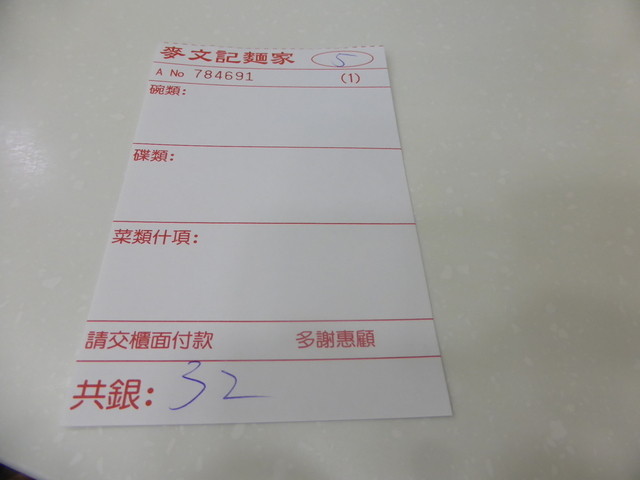 麥文記麵家 5
A No 784691 (1)
碗類:
碟類:
菜類什項:
請交櫃面付款 多謝惠顧
共銀: 32